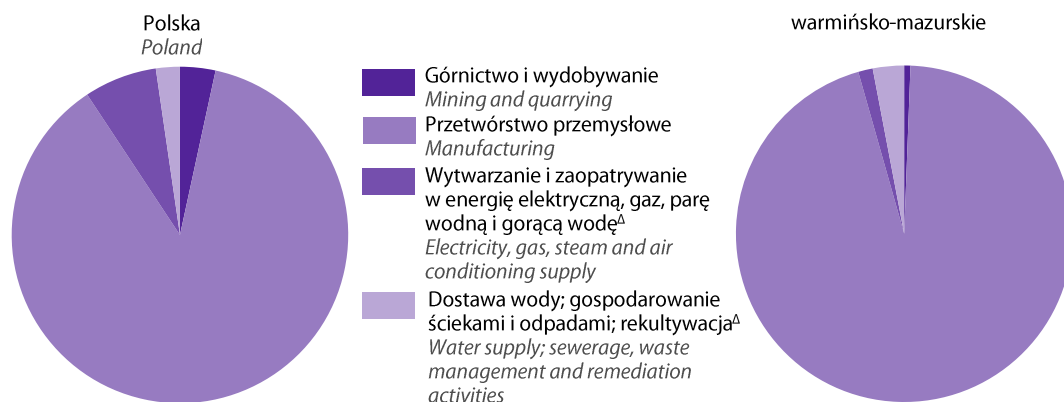 Polska
Poland
warmińsko-mazurskie
Górnictwo i wydobywanie
Mining and quarrying
Przetwórstwo przemysłowe
Manufacturing
Wytwarzanie i zaopatrywanie
w energię elektryczną, gaz, parę
wodną i gorącą wodęᐞ
Electricity, gas, steam and air
conditioning supply
Dostawa wody; gospodarowanie
ściekami i odpadami; rekultywacjaᐞ
Water supply; sewerage, waste
management and remediation
activities